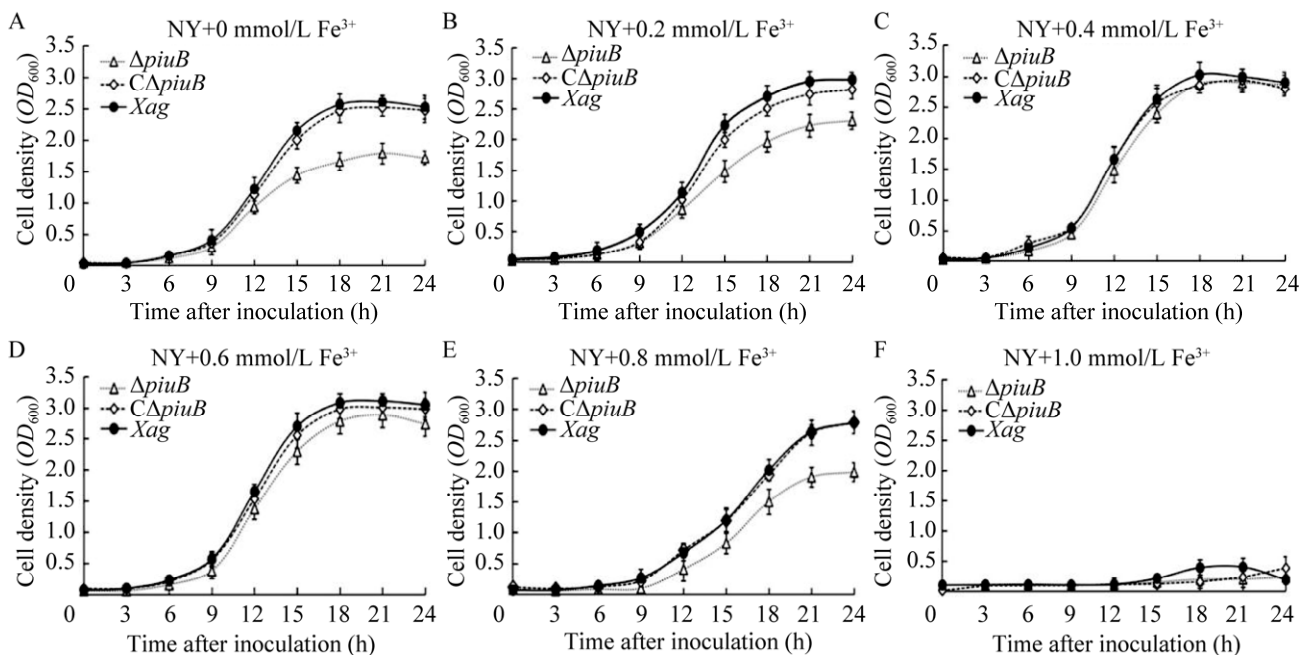 A
NY+0 mmol/L Fe³⁺
3.5
3.0
2.5
2.0
1.5
1.0
0.5
0
ΔpiuB
CΔpiuB
Xag
Cell density (OD₆₀₀)
0 3 6 9 12 15 18 21 24
Time after inoculation (h)
B
NY+0.2 mmol/L Fe³⁺
3.5
3.0
2.5
2.0
1.5
1.0
0.5
ΔpiuB
CΔpiuB
Xag
Cell density (OD₆₀₀)
0 3 6 9 12 15 18 21 24
Time after inoculation (h)
C
NY+0.4 mmol/L Fe³⁺
3.5
3.0
2.5
2.0
1.5
1.0
0.5
ΔpiuB
CΔpiuB
Xag
Cell density (OD₆₀₀)
0 3 6 9 12 15 18 21 24
Time after inoculation (h)
D
NY+0.6 mmol/L Fe³⁺
3.5
3.0
2.5
2.0
1.5
1.0
0.5
ΔpiuB
CΔpiuB
Xag
Cell density (OD₆₀₀)
0 3 6 9 12 15 18 21 24
Time after inoculation (h)
E
NY+0.8 mmol/L Fe³⁺
3.5
3.0
2.5
2.0
1.5
1.0
0.5
ΔpiuB
CΔpiuB
Xag
Cell density (OD₆₀₀)
0 3 6 9 12 15 18 21 24
Time after inoculation (h)
F
NY+1.0 mmol/L Fe³⁺
3.5
3.0
2.5
2.0
1.5
1.0
0.5
ΔpiuB
CΔpiuB
Xag
Cell density (OD₆₀₀)
0 3 6 9 12 15 18 21 24
Time after inoculation (h)